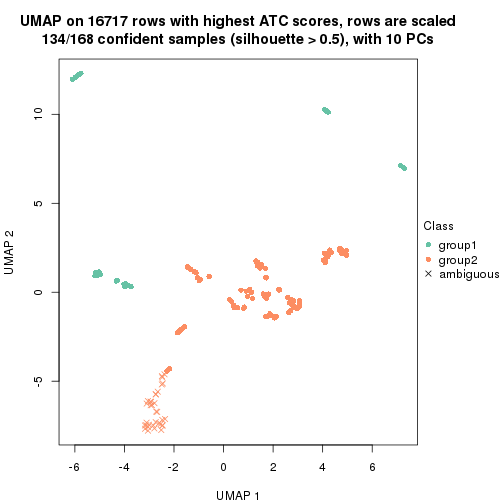 UMAP on 16717 rows with highest ATC scores, rows are scaled
134/168 confident samples (silhouette > 0.5), with 10 PCs
UMAP 2
10
5
0
-5
-6
-4
-2
0
2
4
6
UMAP 1
Class
group1
group2
ambiguous